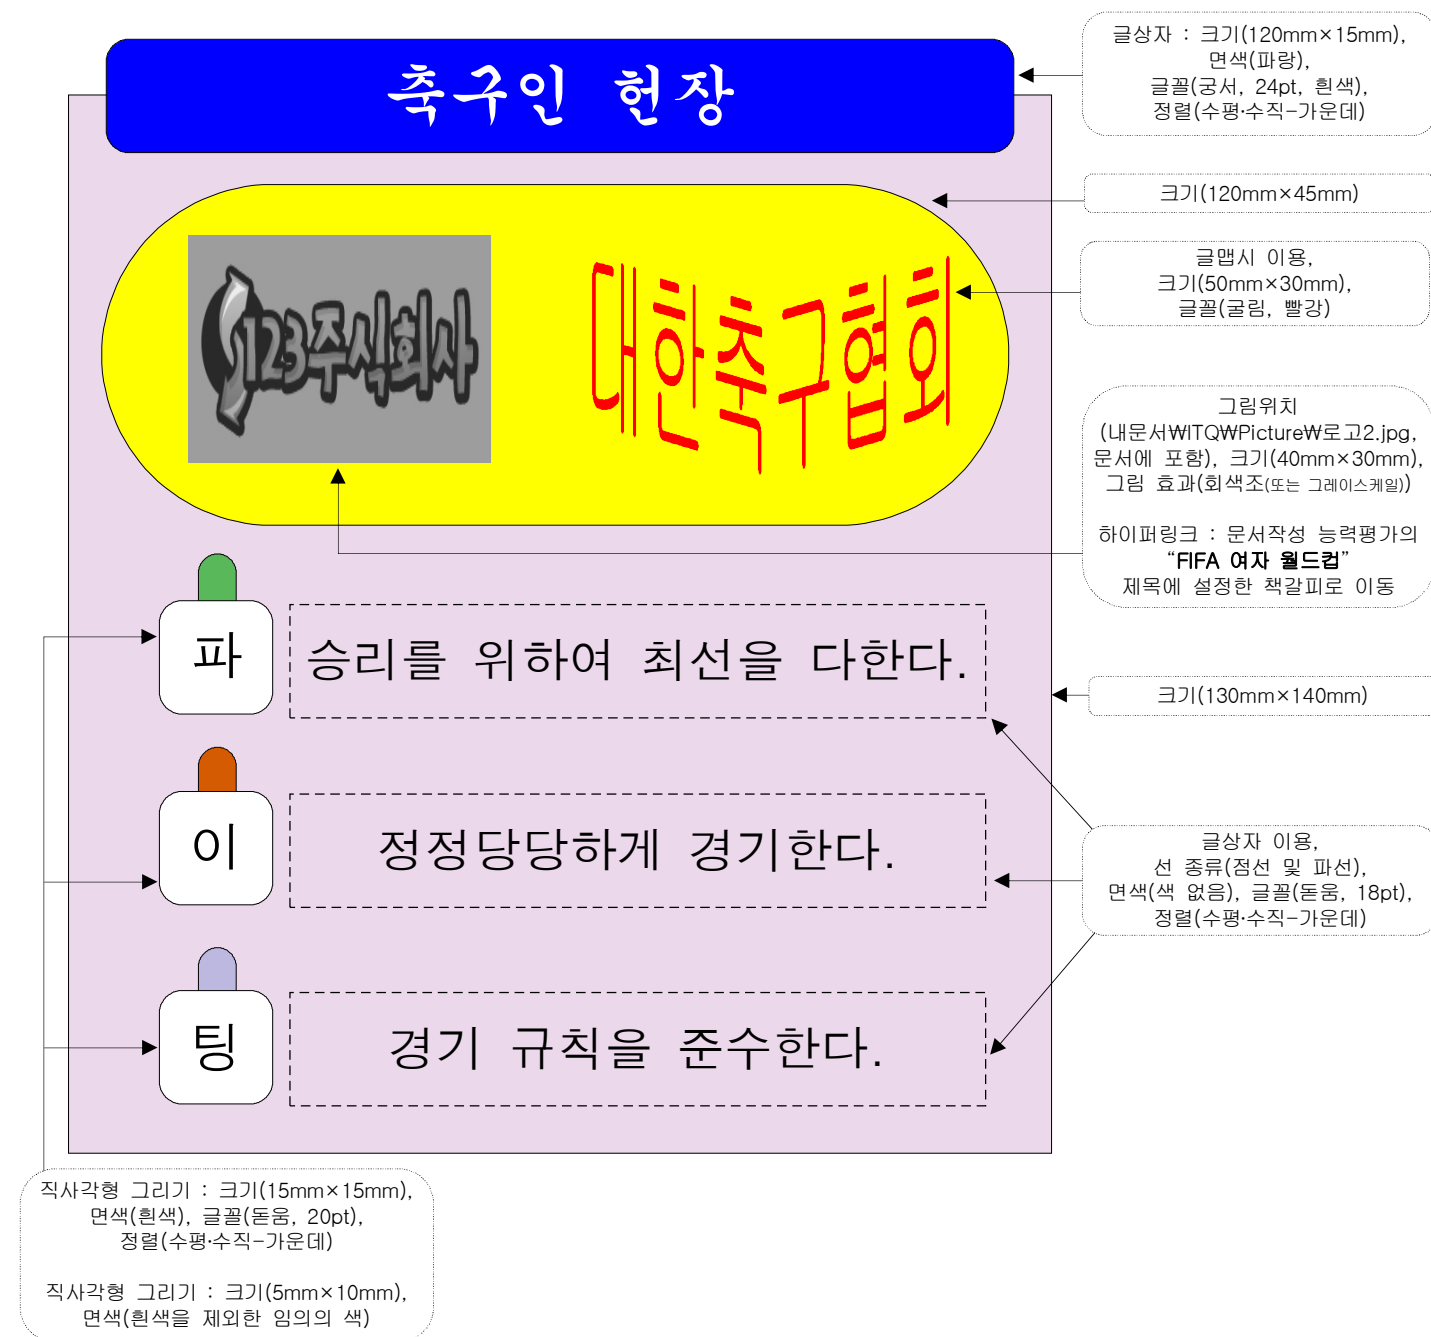 축구인 헌장
글상자 : 크기(120mm×15mm),
면색(파랑),
글꼴(궁서, 24pt, 흰색),
정렬(수평·수직-가운데)
크기(120mm×45mm)
123주식회사
대한축구협회
글맵시 이용,
크기(50mm×30mm),
글꼴(굴림, 빨강)
그림위치
(내문서₩ITQ₩Picture₩로고2.jpg,
문서에 포함), 크기(40mm×30mm),
그림 효과(회색조(또는 그레이스케일))
하이퍼링크 : 문서작성 능력평가의
“FIFA 여자 월드컵”
제목에 설정한 책갈피로 이동
파
승리를 위하여 최선을 다한다.
크기(130mm×140mm)
이
정정당당하게 경기한다.
글상자 이용,
선 종류(점선 및 파선),
면색(색 없음), 글꼴(돋움, 18pt),
정렬(수평·수직-가운데)
팅
경기 규칙을 준수한다.
직사각형 그리기 : 크기(15mm×15mm),
면색(흰색), 글꼴(돋움, 20pt),
정렬(수평·수직-가운데)
직사각형 그리기 : 크기(5mm×10mm),
면색(흰색을 제외한 임의의 색)